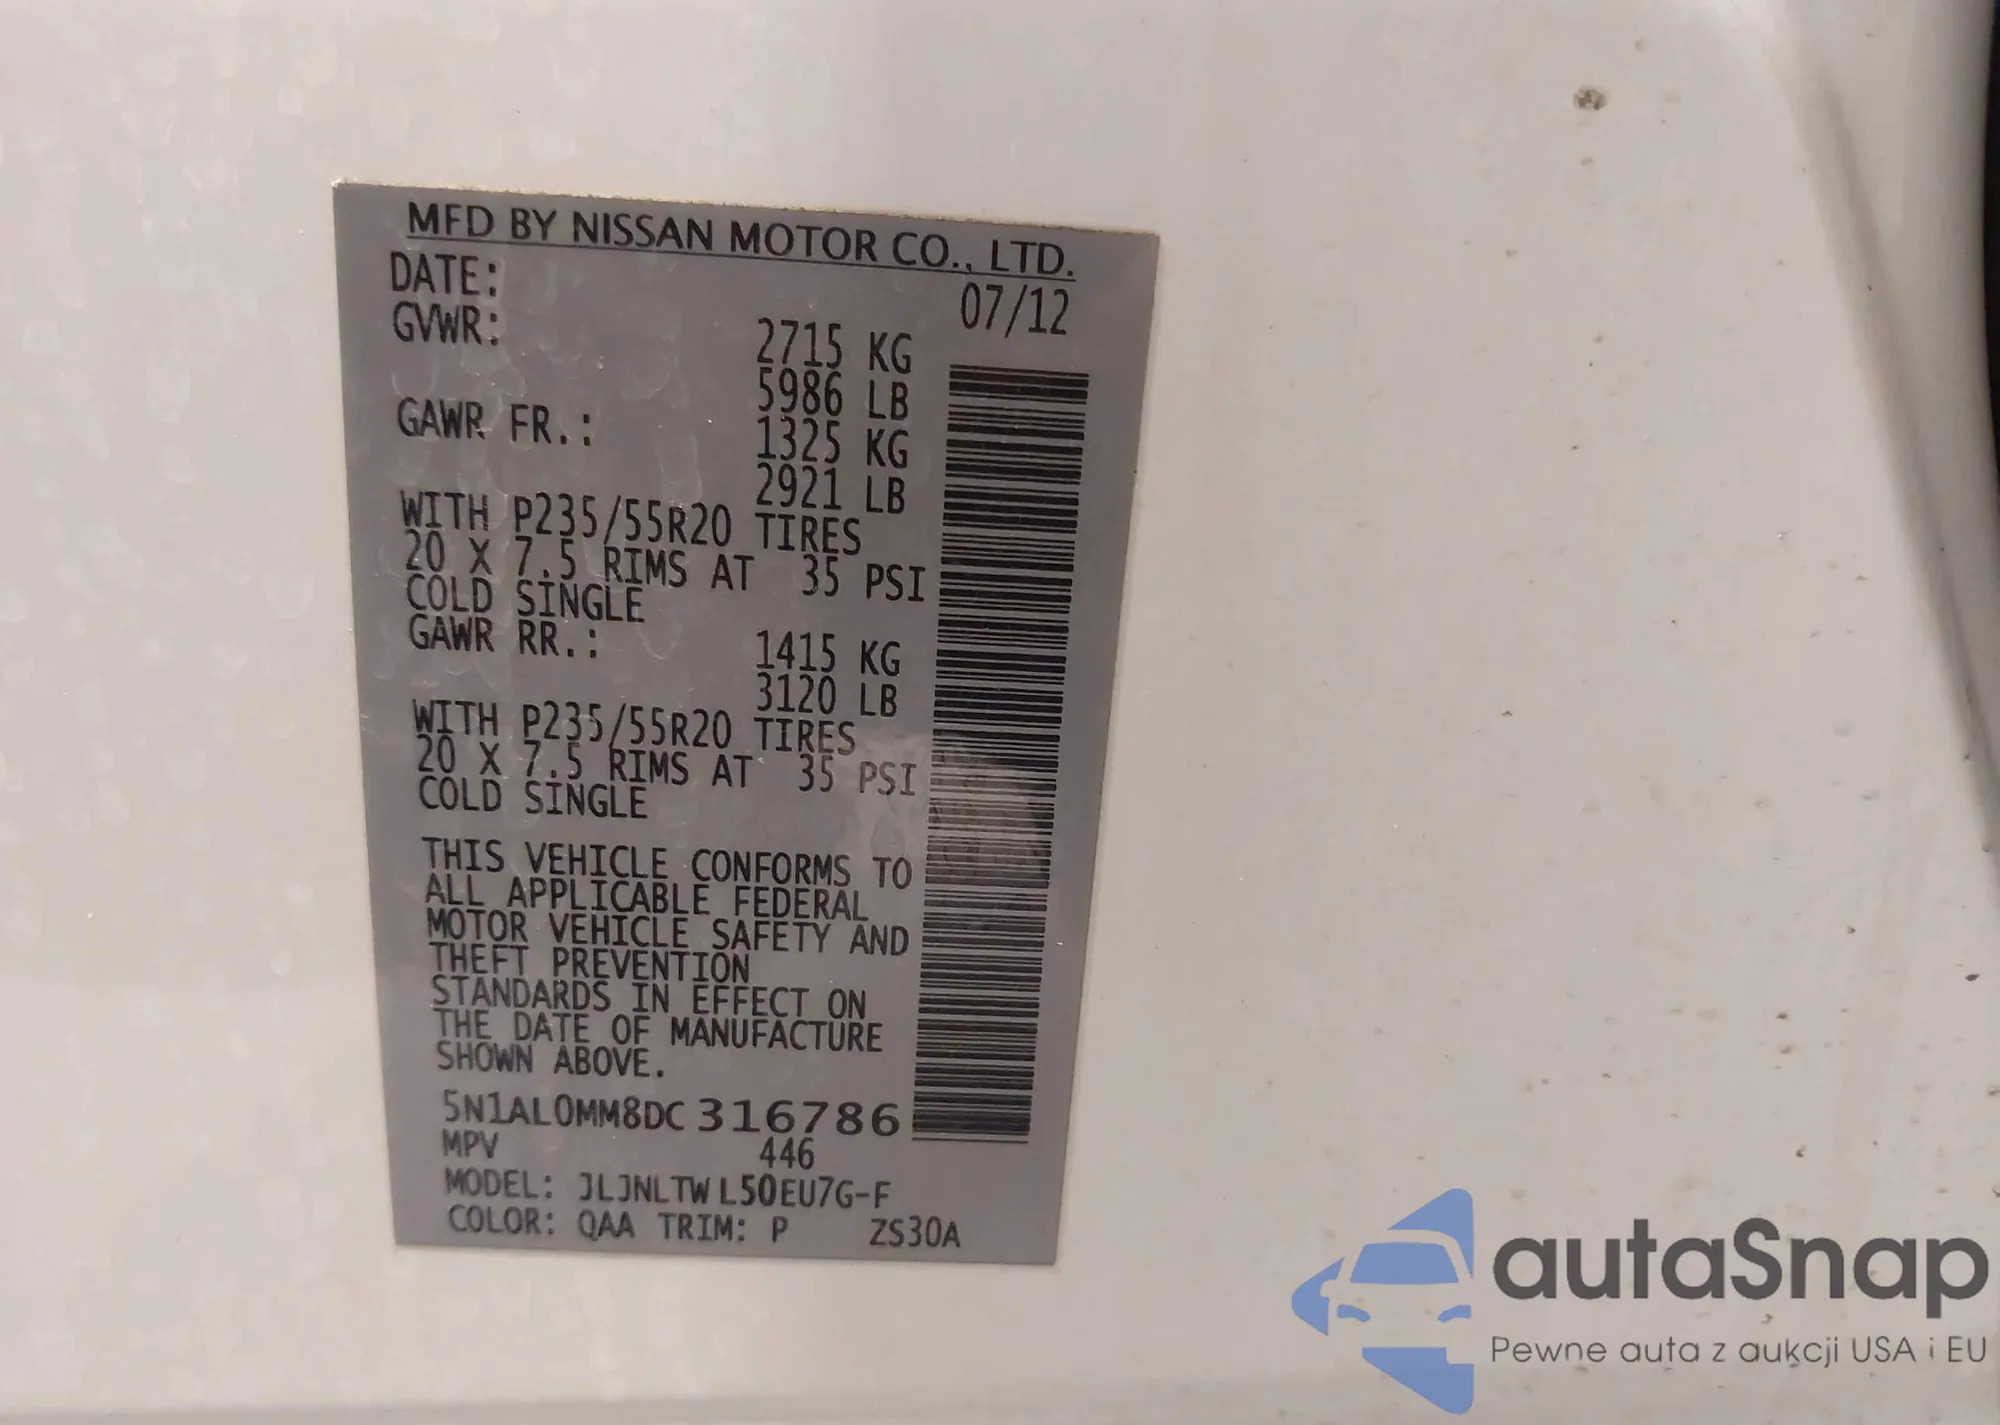 MFD BY NISSAN MOTOR CO., LTD.
DATE: 07/12
GVWR: 2715 KG
5986 LB
GAWR FR.: 1325 KG
2921 LB
WITH P235/55R20 TIRES
20 X 7.5 RIMS AT 35 PSI
COLD SINGLE
GAWR RR.: 1415 KG
3120 LB
WITH P235/55R20 TIRES
20 X 7.5 RIMS AT 35 PSI
COLD SINGLE
THIS VEHICLE CONFORMS TO
ALL APPLICABLE FEDERAL
MOTOR VEHICLE SAFETY AND
THEFT PREVENTION
STANDARDS IN EFFECT ON
THE DATE OF MANUFACTURE
SHOWN ABOVE.
5N1AL0MM8DC 316786
MPV 446
MODEL: JLJNLTW L50EU7G-F
COLOR: QAA TRIM: P ZS30A
autaSnap
Pewne auta z aukcji USA i EU